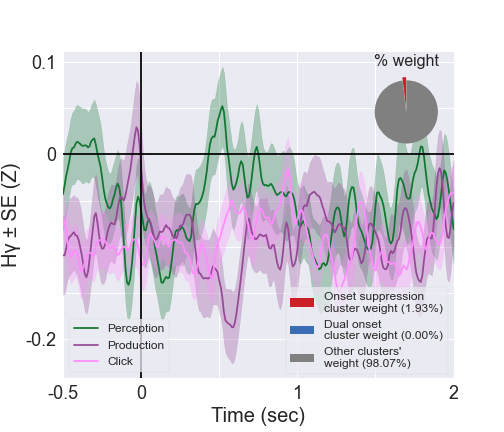 % weight
0.1
0
-0.2
Hγ ± SE (Z)
Perception
Production
Click
Onset suppression
cluster weight (1.93%)
Dual onset
cluster weight (0.00%)
Other clusters'
weight (98.07%)
-0.5
0
1
2
Time (sec)